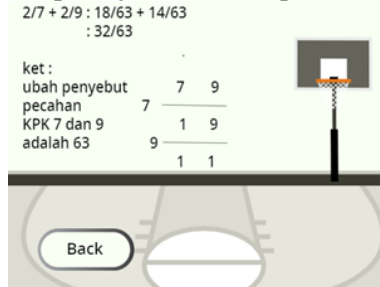 2/7 + 2/9 : 18/63 + 14/63
: 32/63
ket :
ubah penyebut 7 9
pecahan 7
KPK 7 dan 9 1 9
adalah 63 9
1 1
Back